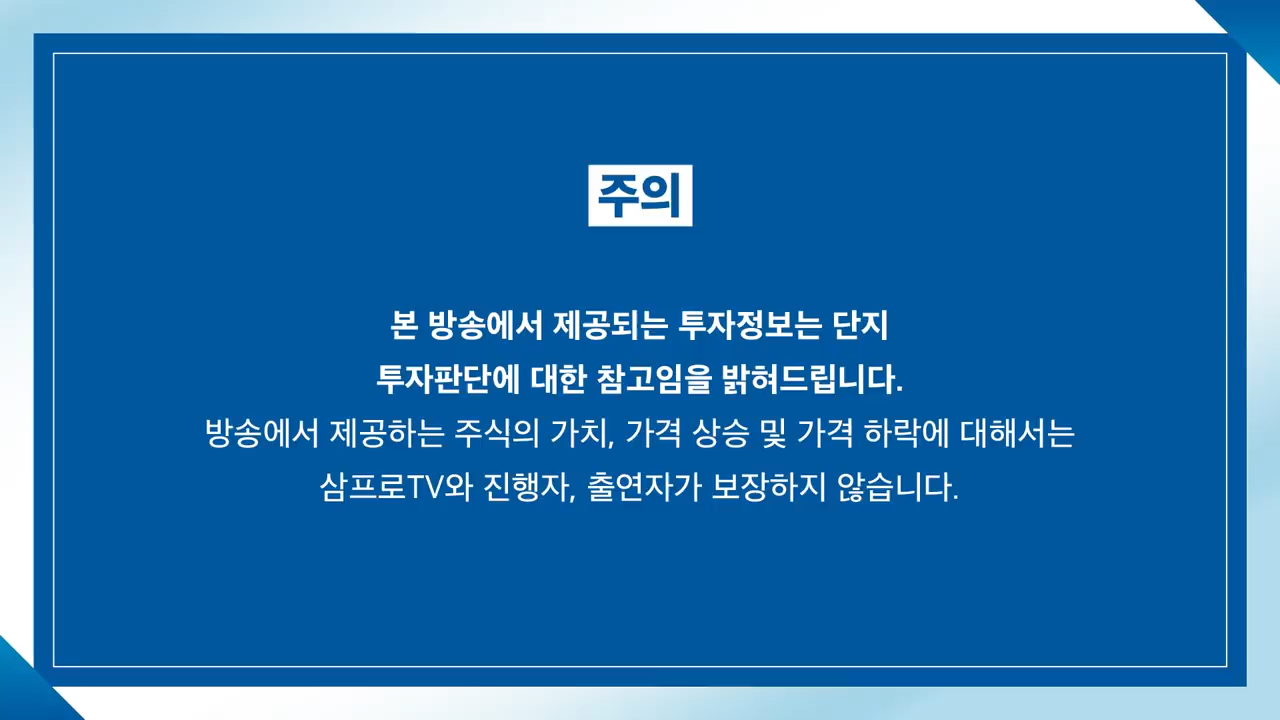 주의
본 방송에서 제공되는 투자정보는 단지
투자판단에 대한 참고임을 밝혀드립니다.
방송에서 제공하는 주식의 가치, 가격 상승 및 가격 하락에 대해서는
삼프로TV와 진행자, 출연자가 보장하지 않습니다.